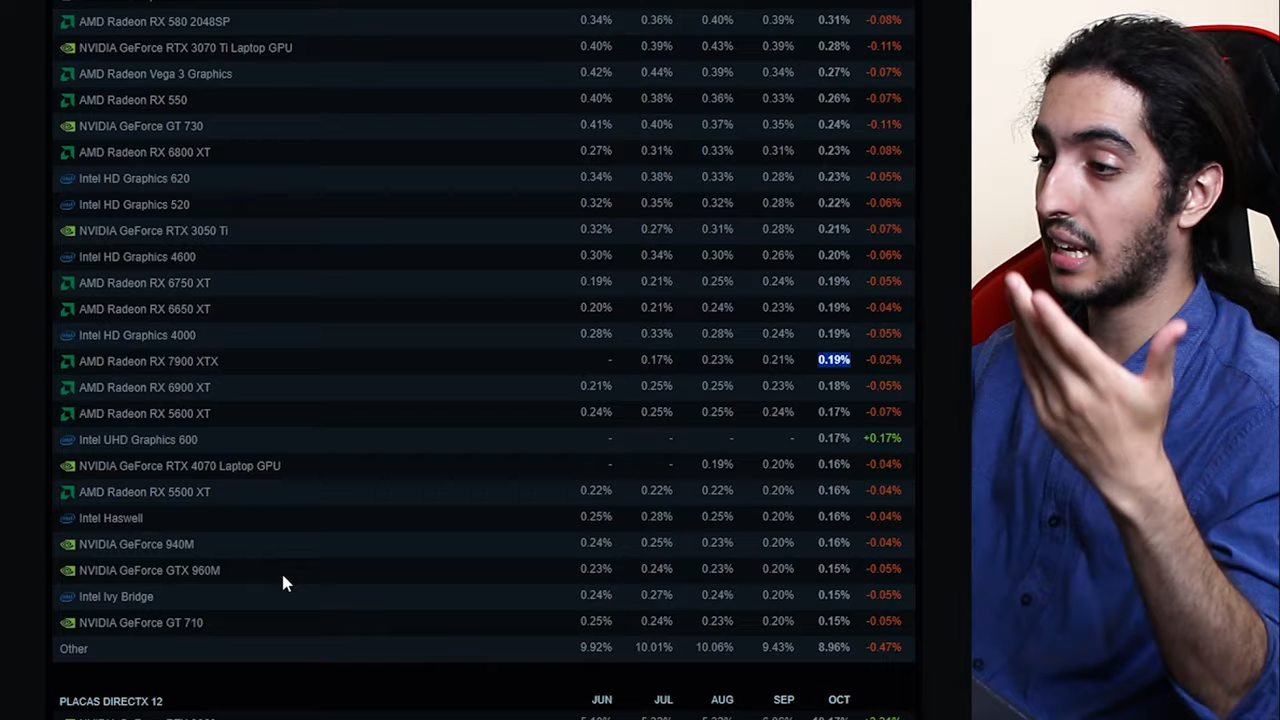 AMD Radeon RX 580 2048SP 0.34% 0.36% 0.40% 0.39% 0.31% -0.08%
NVIDIA GeForce RTX 3070 Ti Laptop GPU 0.40% 0.39% 0.43% 0.39% 0.28% -0.11%
AMD Radeon Vega 3 Graphics 0.42% 0.44% 0.39% 0.34% 0.27% -0.07%
AMD Radeon RX 550 0.40% 0.38% 0.36% 0.33% 0.26% -0.07%
NVIDIA GeForce GT 730 0.41% 0.40% 0.37% 0.35% 0.24% -0.11%
AMD Radeon RX 6800 XT 0.27% 0.31% 0.33% 0.31% 0.23% -0.08%
Intel HD Graphics 620 0.34% 0.38% 0.33% 0.28% 0.23% -0.05%
Intel HD Graphics 520 0.32% 0.35% 0.32% 0.28% 0.22% -0.06%
NVIDIA GeForce RTX 3050 Ti 0.32% 0.27% 0.31% 0.28% 0.21% -0.07%
Intel HD Graphics 4600 0.30% 0.34% 0.30% 0.26% 0.20% -0.06%
AMD Radeon RX 6750 XT 0.19% 0.21% 0.25% 0.24% 0.19% -0.05%
AMD Radeon RX 6650 XT 0.20% 0.21% 0.24% 0.23% 0.19% -0.04%
Intel HD Graphics 4000 0.28% 0.33% 0.28% 0.24% 0.19% -0.05%
AMD Radeon RX 7900 XTX - 0.17% 0.23% 0.21% 0.19% -0.02%
AMD Radeon RX 6900 XT 0.21% 0.25% 0.25% 0.23% 0.18% -0.05%
AMD Radeon RX 5600 XT 0.24% 0.25% 0.25% 0.24% 0.17% -0.07%
Intel UHD Graphics 600 - - - - 0.17% +0.17%
NVIDIA GeForce RTX 4070 Laptop GPU - - 0.19% 0.20% 0.16% -0.04%
AMD Radeon RX 5500 XT 0.22% 0.22% 0.22% 0.20% 0.16% -0.04%
Intel Haswell 0.25% 0.28% 0.25% 0.20% 0.16% -0.04%
NVIDIA GeForce 940M 0.24% 0.25% 0.23% 0.20% 0.16% -0.04%
NVIDIA GeForce GTX 960M 0.23% 0.24% 0.23% 0.20% 0.15% -0.05%
Intel Ivy Bridge 0.24% 0.27% 0.24% 0.20% 0.15% -0.05%
NVIDIA GeForce GT 710 0.25% 0.24% 0.23% 0.20% 0.15% -0.05%
Other 9.92% 10.01% 10.06% 9.43% 8.96% -0.47%
PLACAS DIRECTX 12 JUN JUL AUG SEP OCT